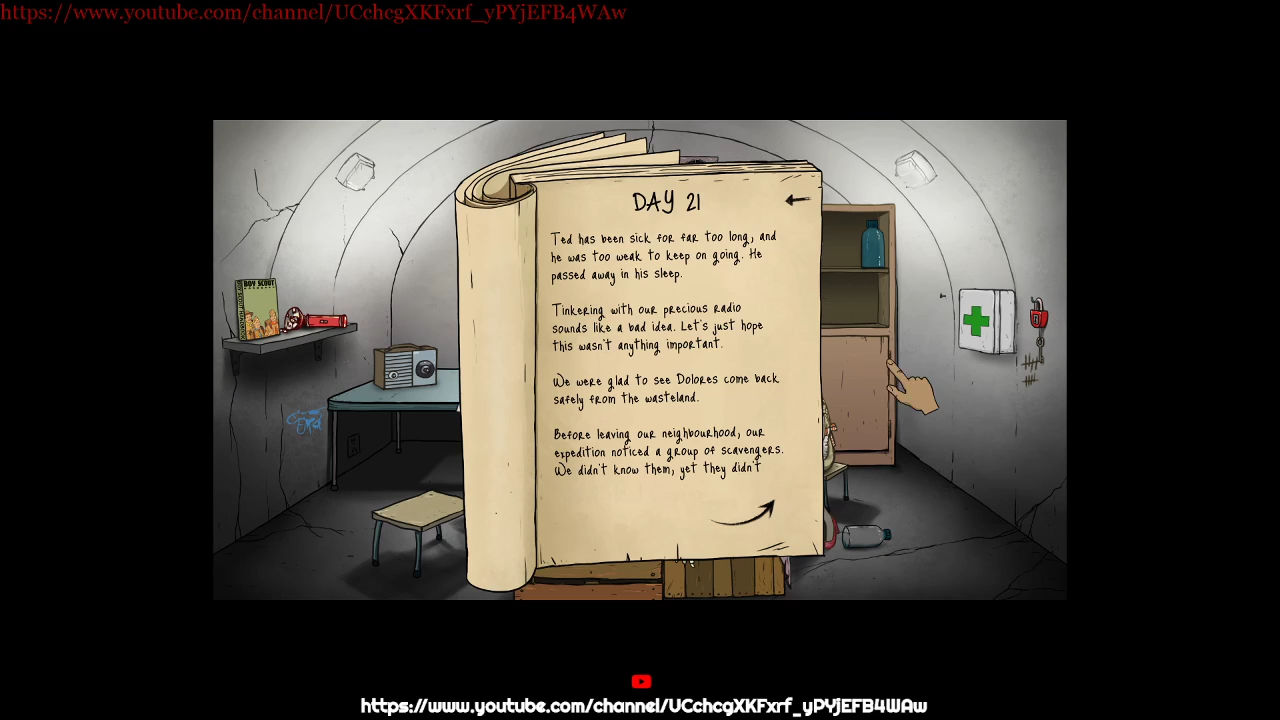 https://www.youtube.com/channel/UCchcgXKFxrf_yPYjEFB4WAw
DAY 21
Ted has been sick for far too long, and
he was too weak to keep on going. He
passed away in his sleep.
Tinkering with our precious radio
sounds like a bad idea. Let's just hope
this wasn't anything important.
We were glad to see Dolores come back
safely from the wasteland.
Before leaving our neighbourhood, our
expedition noticed a group of scavengers.
We didn't know them, yet they didn't
BOY SCOUT
https://www.youtube.com/channel/UCchcgXKFxrf_yPYjEFB4WAw